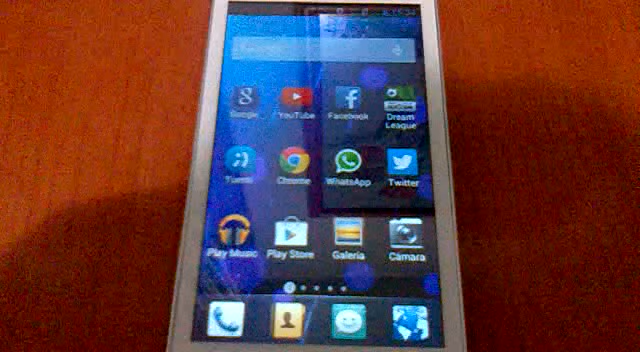 Google
YouTube
Facebook
Dream
League
Tuenti
Chrome
WhatsApp
Twitter
Play Music
Play Store
Galería
Cámara